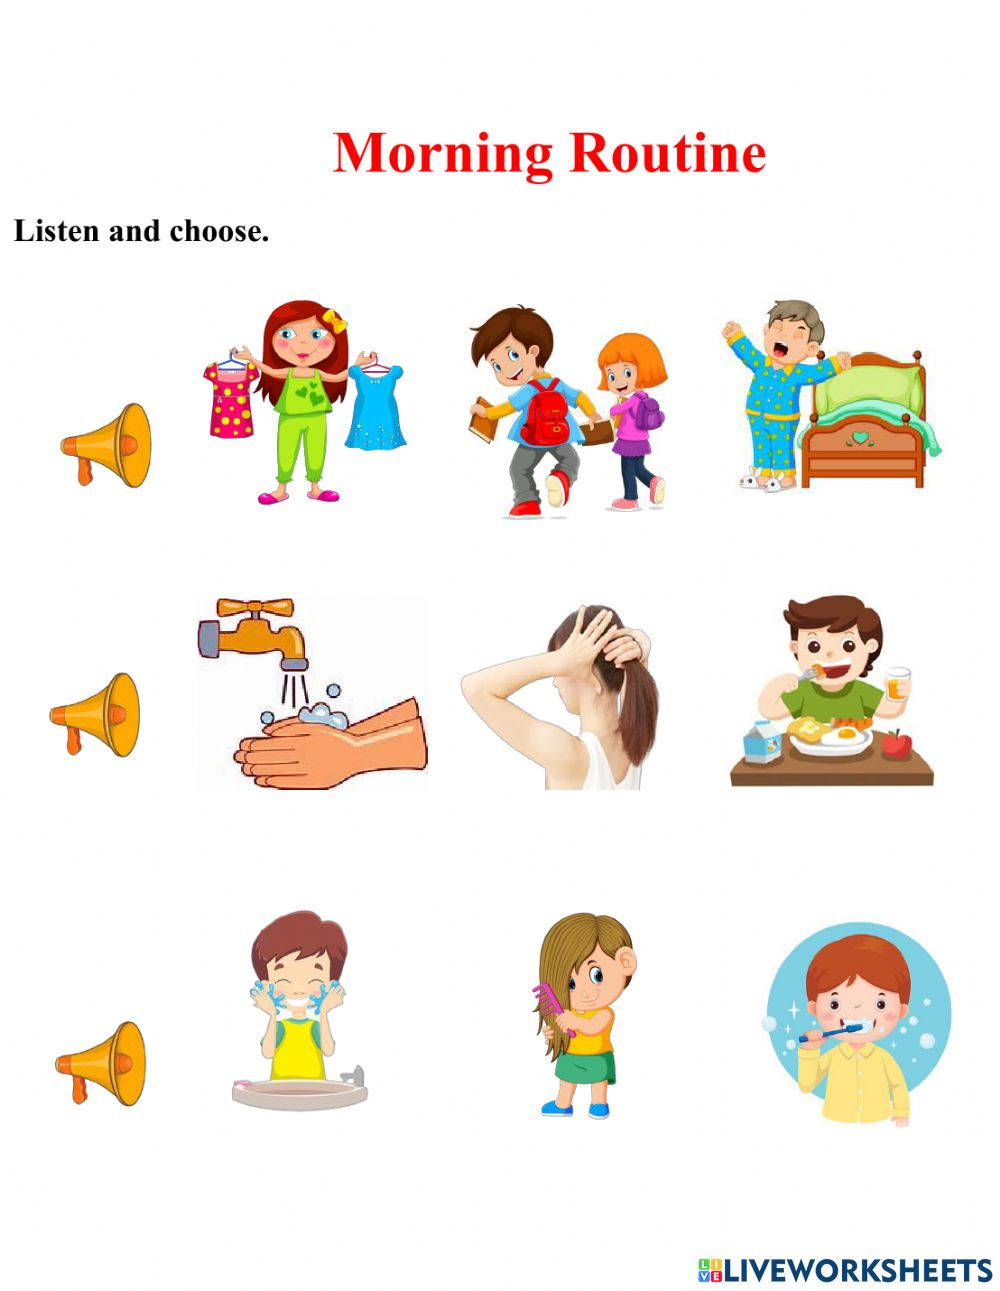 Morning Routine
Listen and choose.
LIVEWORKSHEETS